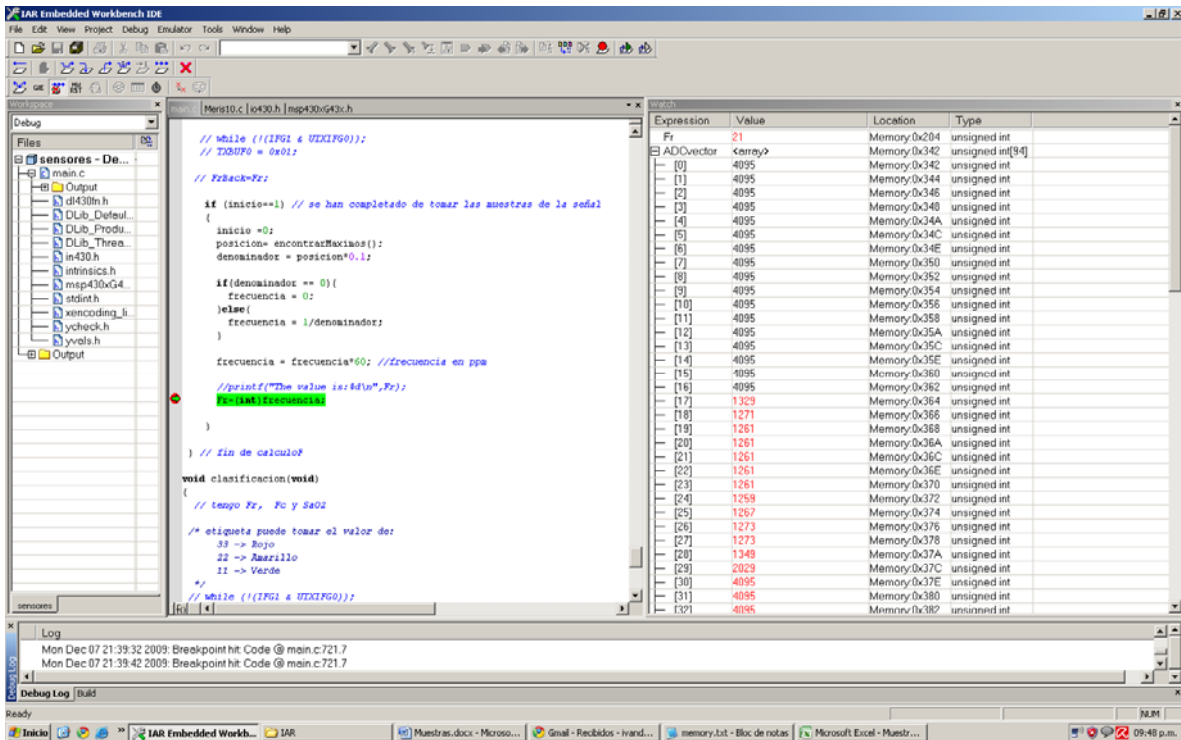 IAR Embedded Workbench IDE
File Edit View Project Debug Emulator Tools Window Help
Workspace
Debug
Files
sensores - De...
main.c
Output
dl430fn.h
DLib_Defaul...
DLib_Produ...
DLib_Threa...
in430.h
intrinsics.h
msp430xG4...
stdint.h
xencoding_li...
ycheck.h
yvals.h
Output
sensores
main.c | Meris10.c | io430.h | msp430xG43x.h
// while (!(IFG1 & UTXIFG0));
// TXBUF0 = 0x01;
// FrBack=Fr;
if (inicio==1) // se han completado de tomar las muestras de la señal
{
inicio =0;
posicion= encontrarMaximos();
denominador = posicion*0.1;
if(denominador == 0){
frecuencia = 0;
}else{
frecuencia = 1/denominador;
}
frecuencia = frecuencia*60; //frecuencia en ppm
//printf("The value is:%d\n",Fr);
Fr=(int)frecuencia;
}
} // fin de calculoF
void clasificacion(void)
{
// tengo Fr, Fc y SaO2
/* etiqueta puede tomar el valor de:
33 -> Rojo
22 -> Amarillo
11 -> Verde
*/
// while (!(IFG1 & UTXIFG0));
Watch
Expression Value Location Type
Fr 21 Memory:0x204 unsigned int
ADCvector <array> Memory:0x342 unsigned int[94]
[0] 4095 Memory:0x342 unsigned int
[1] 4095 Memory:0x344 unsigned int
[2] 4095 Memory:0x346 unsigned int
[3] 4095 Memory:0x348 unsigned int
[4] 4095 Memory:0x34A unsigned int
[5] 4095 Memory:0x34C unsigned int
[6] 4095 Memory:0x34E unsigned int
[7] 4095 Memory:0x350 unsigned int
[8] 4095 Memory:0x352 unsigned int
[9] 4095 Memory:0x354 unsigned int
[10] 4095 Memory:0x356 unsigned int
[11] 4095 Memory:0x358 unsigned int
[12] 4095 Memory:0x35A unsigned int
[13] 4095 Memory:0x35C unsigned int
[14] 4095 Memory:0x35E unsigned int
[15] 4095 Memory:0x360 unsigned int
[16] 4095 Memory:0x362 unsigned int
[17] 1329 Memory:0x364 unsigned int
[18] 1271 Memory:0x366 unsigned int
[19] 1261 Memory:0x368 unsigned int
[20] 1261 Memory:0x36A unsigned int
[21] 1261 Memory:0x36C unsigned int
[22] 1261 Memory:0x36E unsigned int
[23] 1261 Memory:0x370 unsigned int
[24] 1259 Memory:0x372 unsigned int
[25] 1267 Memory:0x374 unsigned int
[26] 1273 Memory:0x376 unsigned int
[27] 1273 Memory:0x378 unsigned int
[28] 1349 Memory:0x37A unsigned int
[29] 2029 Memory:0x37C unsigned int
[30] 4095 Memory:0x37E unsigned int
[31] 4095 Memory:0x380 unsigned int
[32] 4095 Memory:0x382 unsigned int
Debug Log
Log
Mon Dec 07 21:39:32 2009: Breakpoint hit: Code @ main.c:721.7
Mon Dec 07 21:39:42 2009: Breakpoint hit: Code @ main.c:721.7
Debug Log Build
Ready
NUM
Inicio
IAR Embedded Workb...
IAR
Muestras.docx - Microso...
Gmail - Recibidos - ivand...
memory.txt - Bloc de notas
Microsoft Excel - Muestr...
09:48 p.m.